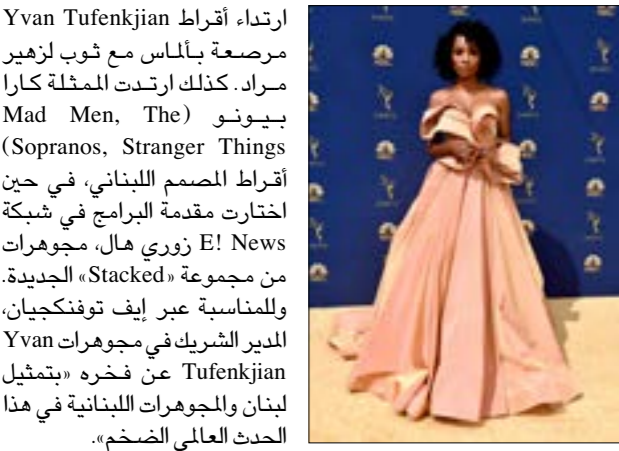 ارتداء أقراط Yvan Tufenkjian
مرصعة بألماس مع ثوب لزهير
مراد. كذلك ارتدت الممثلة كارا
بيونو (Mad Men, The
Sopranos, Stranger Things)
أقراط المصمم اللبناني، في حين
اختارت مقدمة البرامج في شبكة
E! News زوري هال، مجوهرات
من مجموعة «Stacked» الجديدة.
وللمناسبة عبر إيف توفنكجيان،
المدير الشريك في مجوهرات Yvan
Tufenkjian عن فخره «بتمثيل
لبنان والمجوهرات اللبنانية في هذا
الحدث العالمي الضخم».